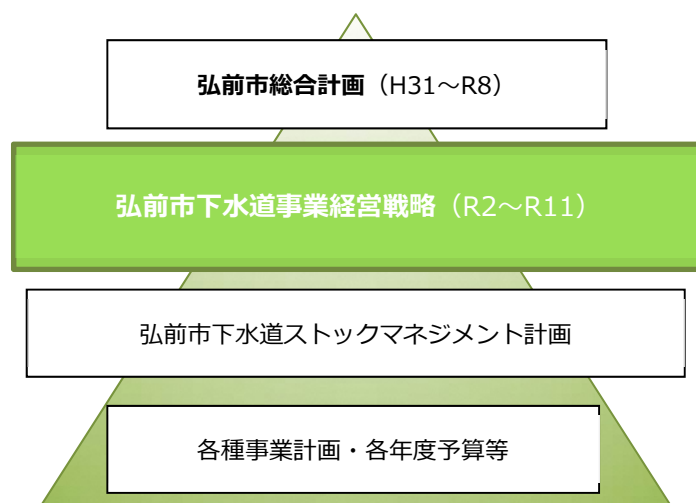 弘前市総合計画（H31～R8）
弘前市下水道事業経営戦略（R2～R11）
弘前市下水道ストックマネジメント計画
各種事業計画・各年度予算等